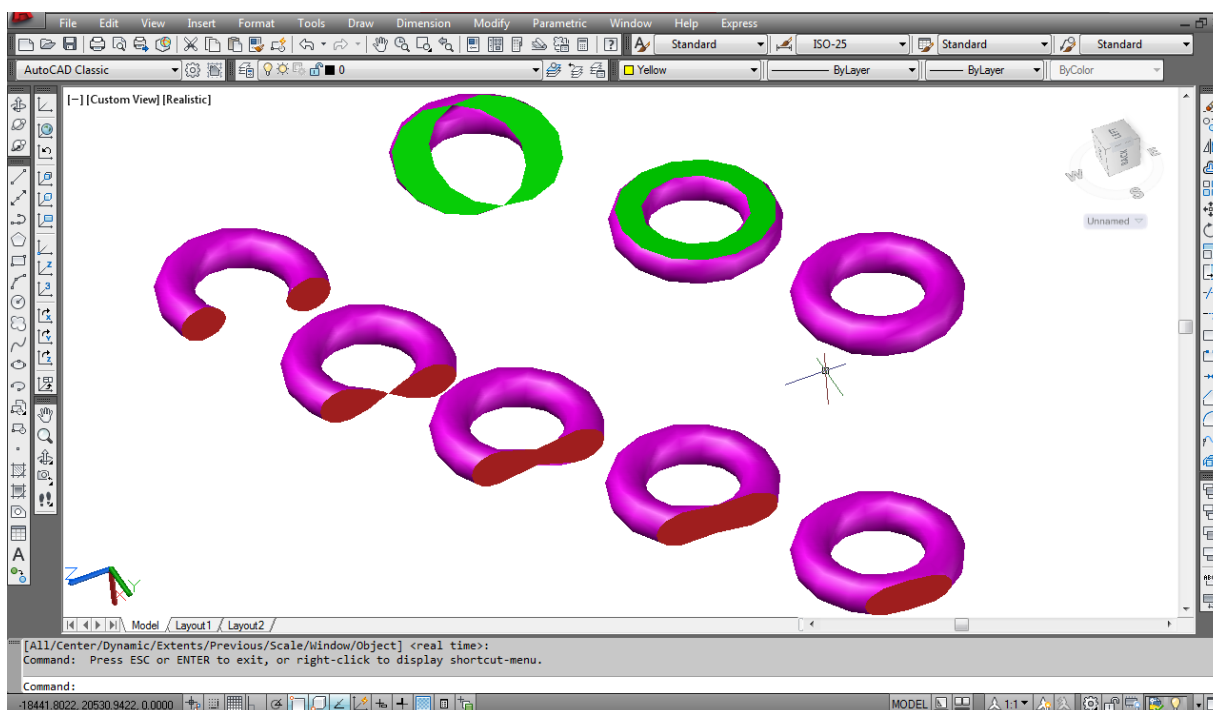 File Edit View Insert Format Tools Draw Dimension Modify Parametric Window Help Express
Standard ISO-25 Standard Standard
AutoCAD Classic 0 Yellow ByLayer ByLayer ByColor
[−] [Custom View] [Realistic]
W S
Unnamed
Z Y X
Model Layout1 Layout2
[All/Center/Dynamic/Extents/Previous/Scale/Window/Object] <real time>:
Command:  Press ESC or ENTER to exit, or right-click to display shortcut-menu.
Command:
-18441.8022, 20530.9422, 0.0000 MODEL 1:1